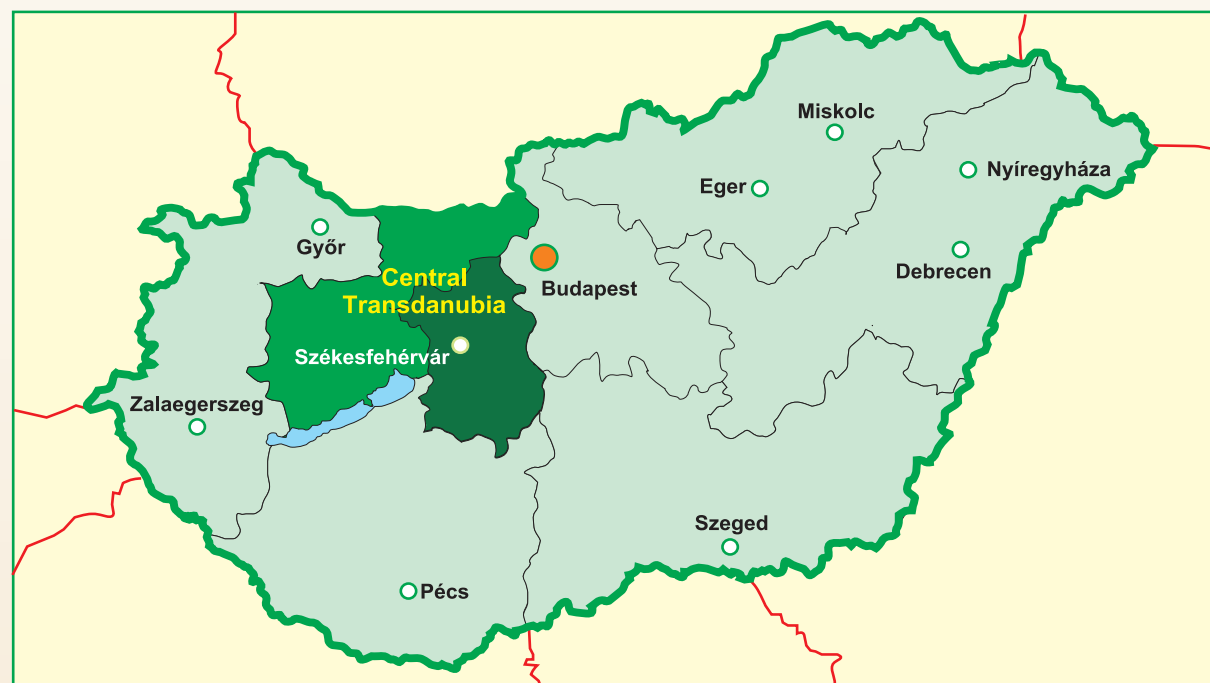 Miskolc
Nyíregyháza
Eger
Győr
Debrecen
Central
Transdanubia
Budapest
Székesfehérvár
Zalaegerszeg
Szeged
Pécs